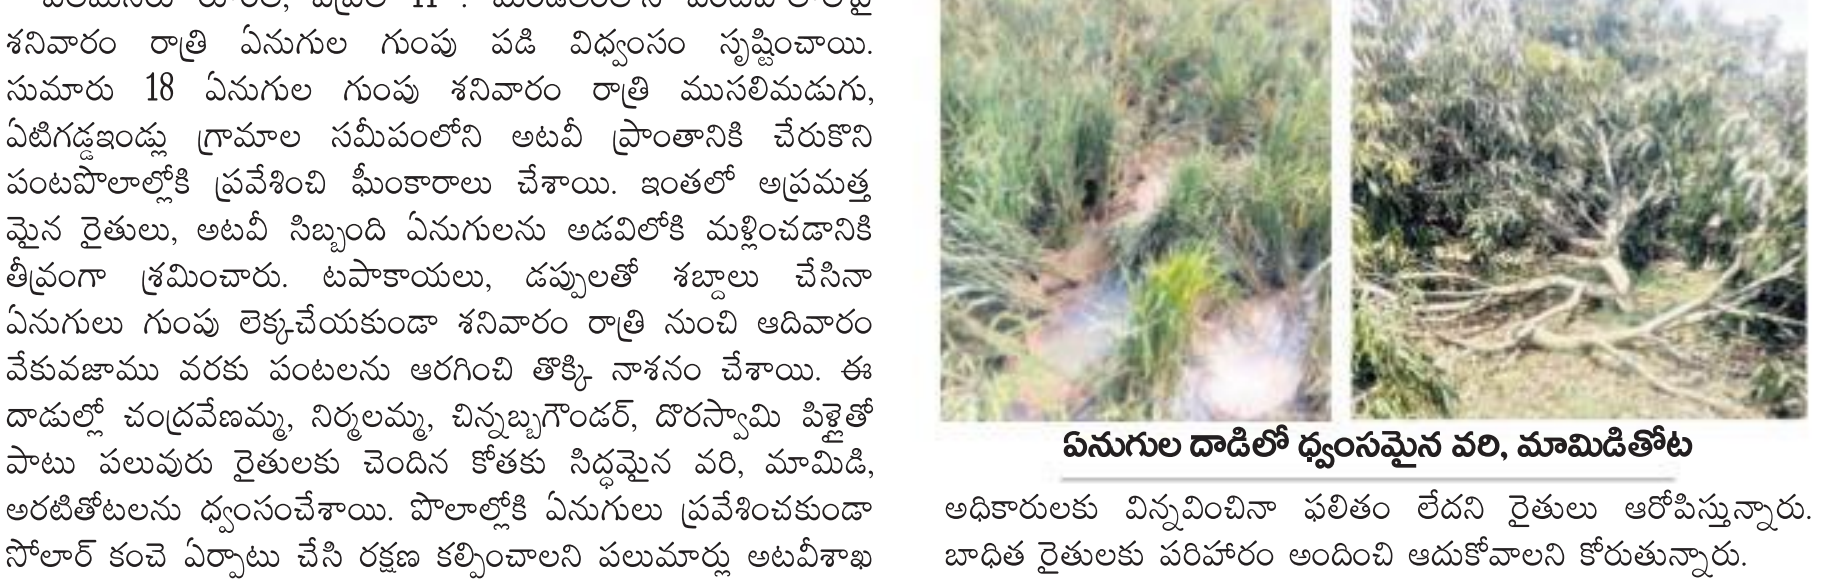 శనివారం రాత్రి ఏనుగుల గుంపు పడి విధ్వంసం సృష్టించాయి.
సుమారు 18 ఏనుగుల గుంపు శనివారం రాత్రి ముసలిమడుగు,
ఏటిగడ్డఇండ్లు గ్రామాల సమీపంలోని అటవీ ప్రాంతానికి చేరుకొని
పంటపొలాల్లోకి ప్రవేశించి ఘీంకారాలు చేశాయి. ఇంతలో అప్రమత్త
మైన రైతులు, అటవీ సిబ్బంది ఏనుగులను అడవిలోకి మళ్లించడానికి
తీవ్రంగా శ్రమించారు. టపాకాయలు, డప్పులతో శబ్దాలు చేసినా
ఏనుగులు గుంపు లెక్కచేయకుండా శనివారం రాత్రి నుంచి ఆదివారం
వేకువజాము వరకు పంటలను ఆరగించి తొక్కి నాశనం చేశాయి. ఈ
దాడుల్లో చంద్రవేణమ్మ, నిర్మలమ్మ, చిన్నబ్బగౌండర్, దొరస్వామి పిళ్లైతో
పాటు పలువురు రైతులకు చెందిన కోతకు సిద్ధమైన వరి, మామిడి,
అరటితోటలను ధ్వంసంచేశాయి. పొలాల్లోకి ఏనుగులు ప్రవేశించకుండా
సోలార్ కంచె ఏర్పాటు చేసి రక్షణ కల్పించాలని పలుమార్లు అటవీశాఖ
ఏనుగుల దాడిలో ధ్వంసమైన వరి, మామిడితోట
అధికారులకు విన్నవించినా ఫలితం లేదని రైతులు ఆరోపిస్తున్నారు.
బాధిత రైతులకు పరిహారం అందించి ఆదుకోవాలని కోరుతున్నారు.